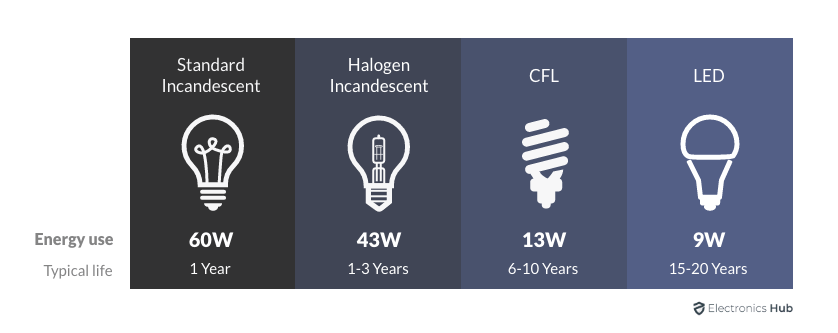 Standard
Incandescent
Halogen
Incandescent
CFL
LED
Energy use
60W
43W
13W
9W
Typical life
1 Year
1-3 Years
6-10 Years
15-20 Years
Electronics Hub